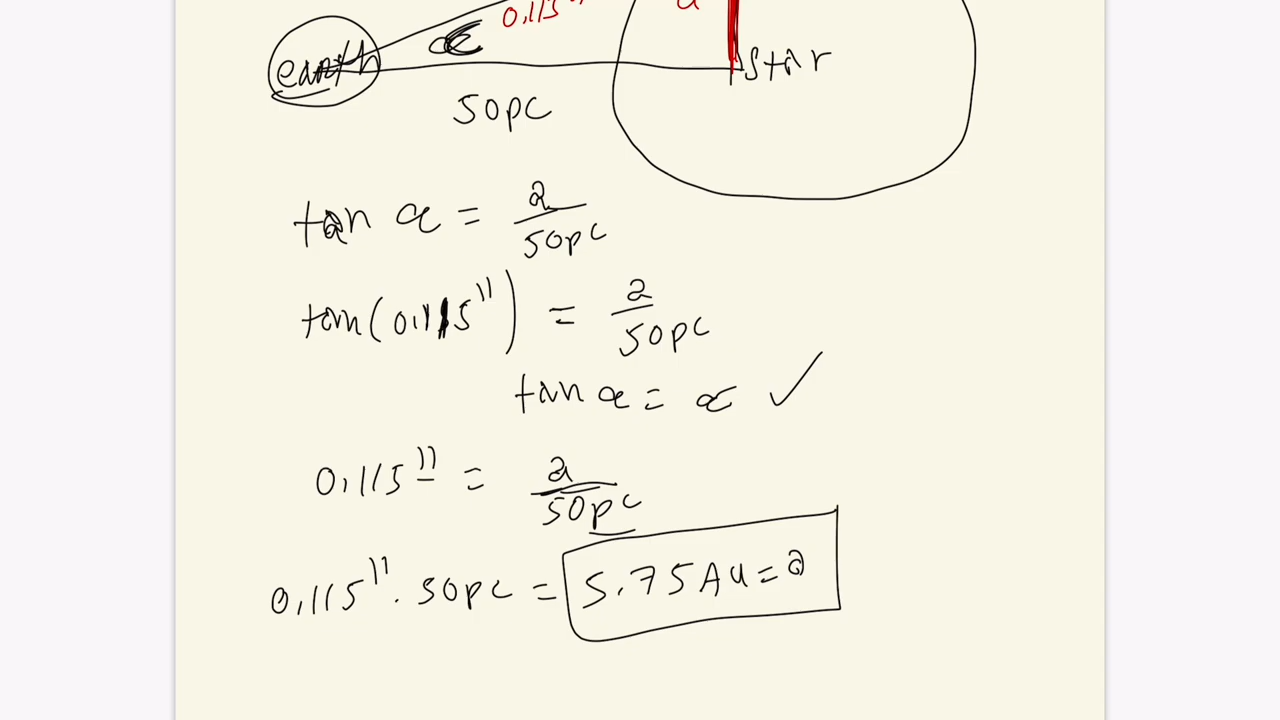 0.115"
a
earth
α
star
50pc
tan α = a/50pc
tan(0.115") = a/50pc
tan α = α ✓
0.115" = a/50pc
0.115" . 50pc = 5.75AU = a